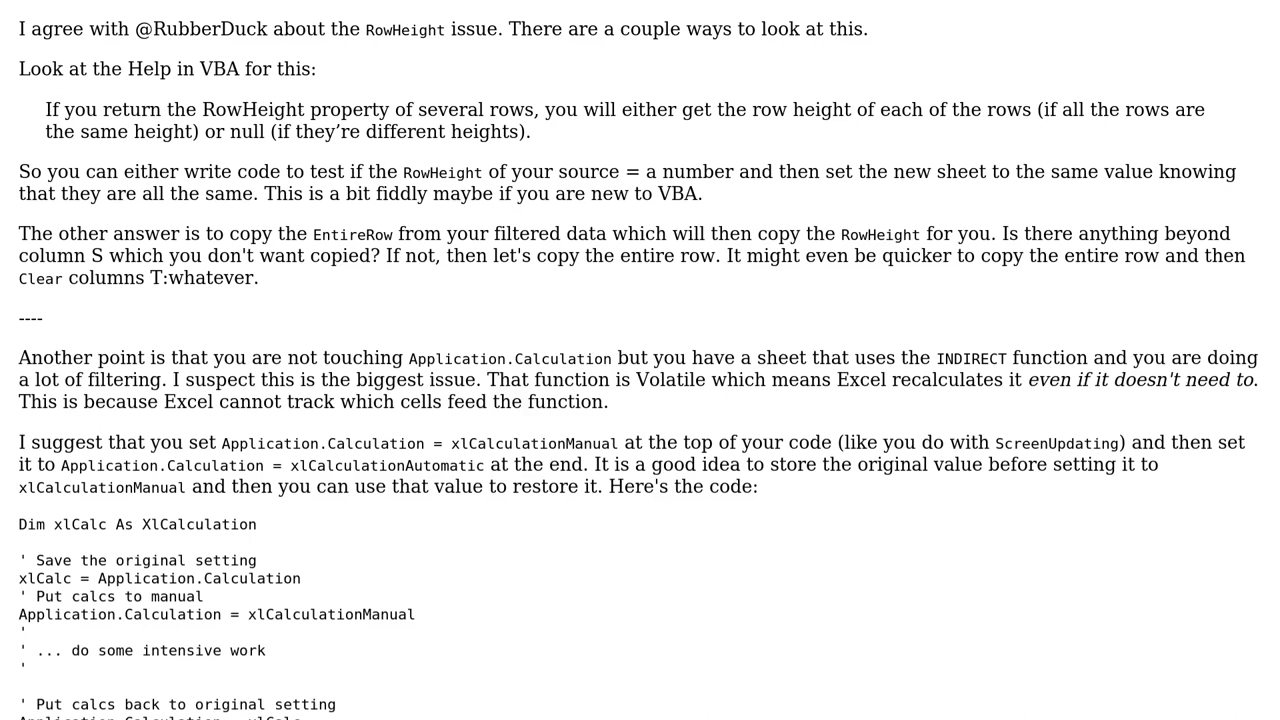 I agree with @RubberDuck about the RowHeight issue. There are a couple ways to look at this.
Look at the Help in VBA for this:
If you return the RowHeight property of several rows, you will either get the row height of each of the rows (if all the rows are
the same height) or null (if they’re different heights).
So you can either write code to test if the RowHeight of your source = a number and then set the new sheet to the same value knowing
that they are all the same. This is a bit fiddly maybe if you are new to VBA.
The other answer is to copy the EntireRow from your filtered data which will then copy the RowHeight for you. Is there anything beyond
column S which you don't want copied? If not, then let's copy the entire row. It might even be quicker to copy the entire row and then
Clear columns T:whatever.
----
Another point is that you are not touching Application.Calculation but you have a sheet that uses the INDIRECT function and you are doing
a lot of filtering. I suspect this is the biggest issue. That function is Volatile which means Excel recalculates it even if it doesn't need to.
This is because Excel cannot track which cells feed the function.
I suggest that you set Application.Calculation = xlCalculationManual at the top of your code (like you do with ScreenUpdating) and then set
it to Application.Calculation = xlCalculationAutomatic at the end. It is a good idea to store the original value before setting it to
xlCalculationManual and then you can use that value to restore it. Here's the code:
Dim xlCalc As XlCalculation
' Save the original setting
xlCalc = Application.Calculation
' Put calcs to manual
Application.Calculation = xlCalculationManual
'
' ... do some intensive work
'
' Put calcs back to original setting
Application.Calculation = xlCalc